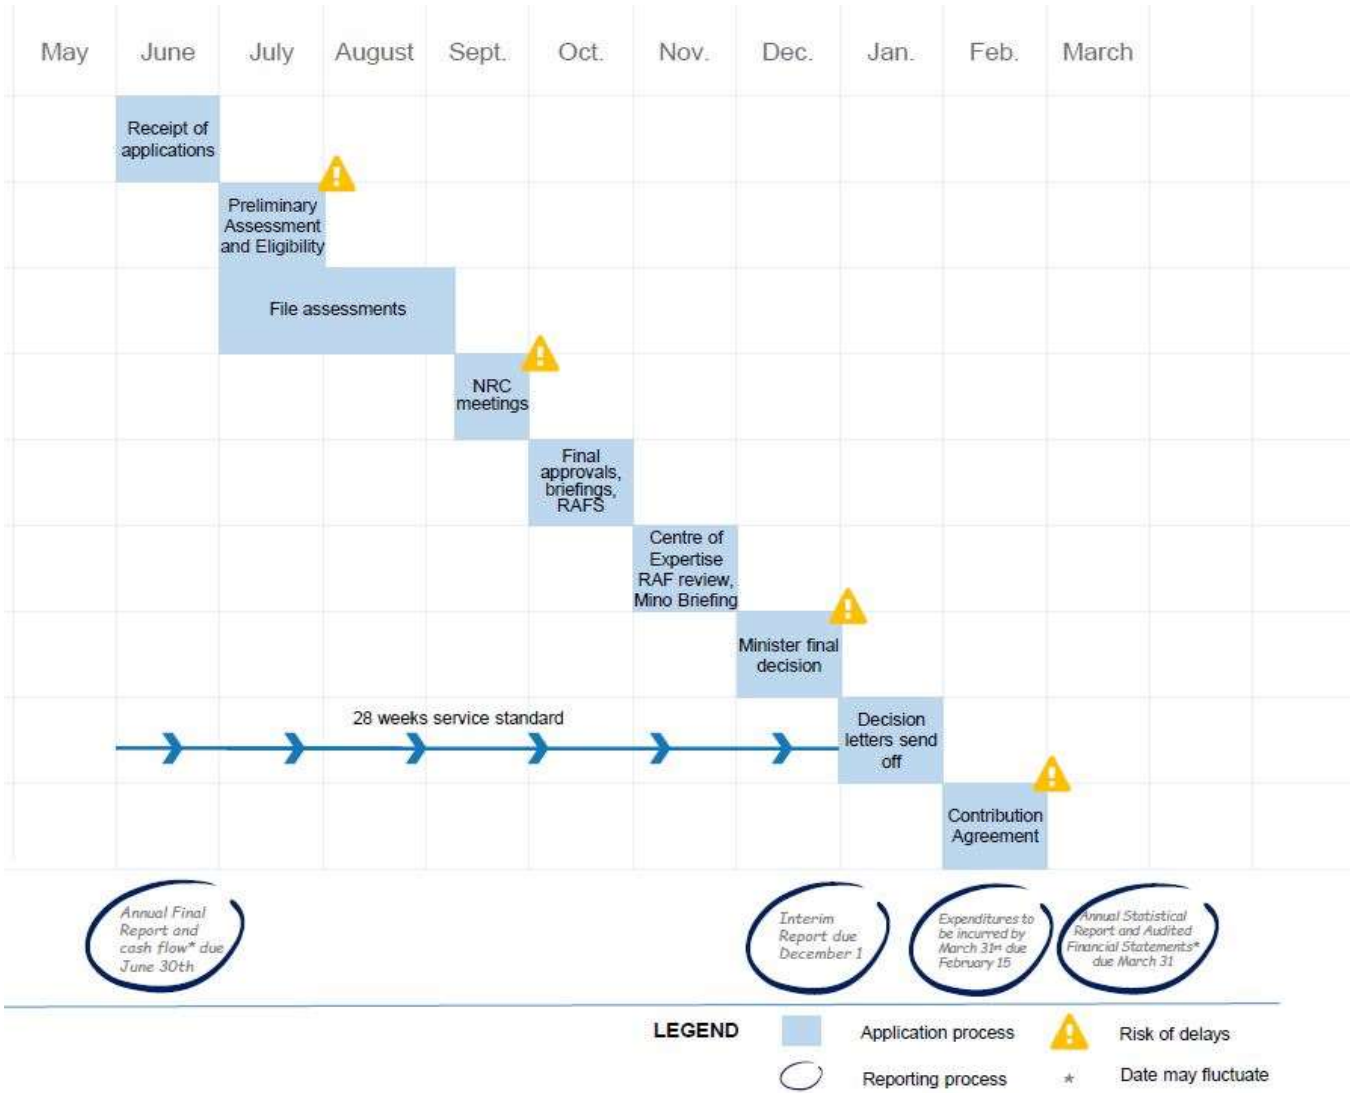 May June July August Sept. Oct. Nov. Dec. Jan. Feb. March
Receipt of
applications
Preliminary
Assessment
and Eligibility
File assessments
NRC
meetings
Final
approvals,
briefings,
RAFS
Centre of
Expertise
RAF review,
Mino Briefing
Minister final
decision
28 weeks service standard
Decision
letters send
off
Contribution
Agreement
Annual Final
Report and
cash flow* due
June 30th
Interim
Report due
December 1
Expenditures to
be incurred by
March 31st due
February 15
Annual Statistical
Report and Audited
Financial Statements*
due March 31
LEGEND
Application process
Risk of delays
Reporting process
* Date may fluctuate